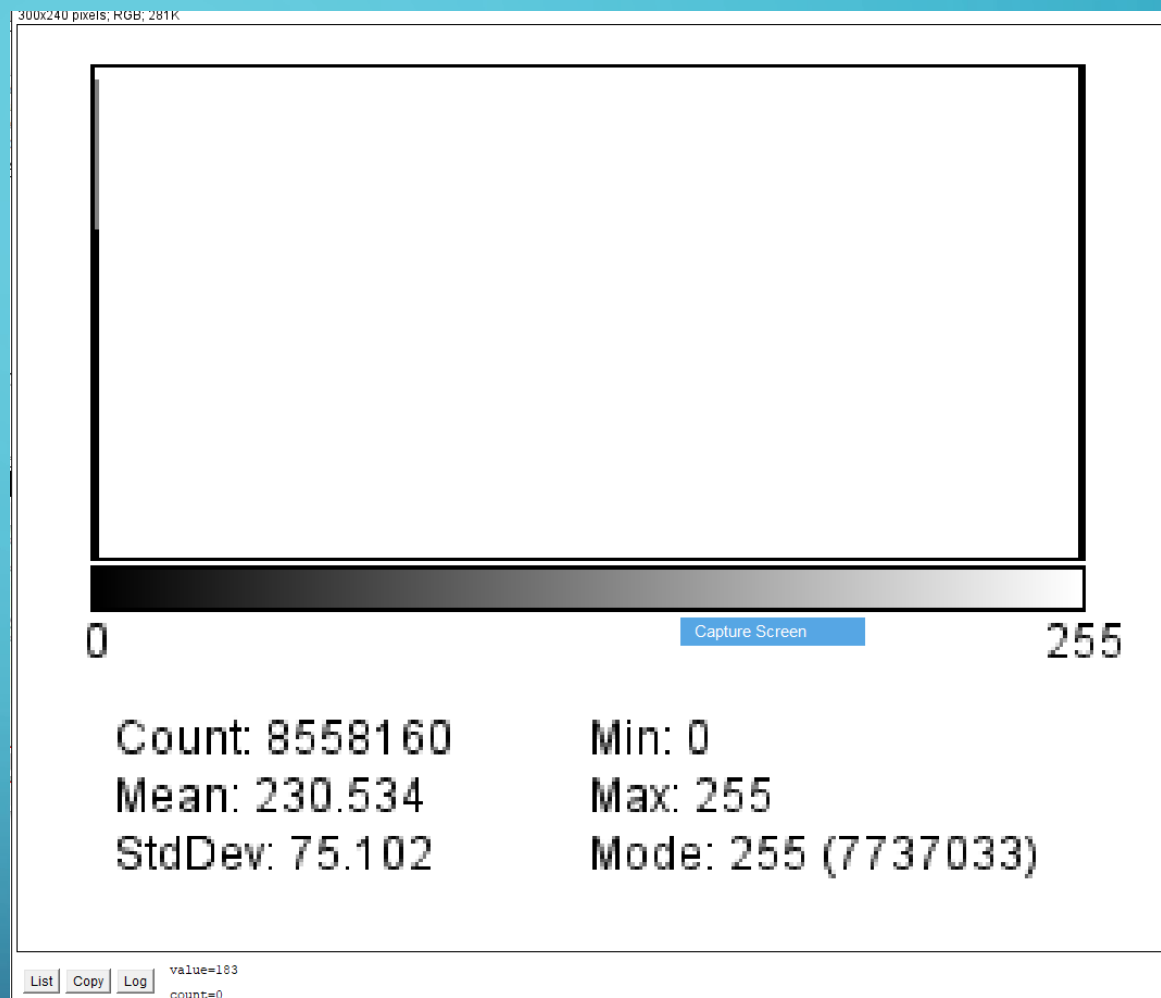 300x240 pixels; RGB; 281K
0
Capture Screen
255
Count: 8558160
Min: 0
Mean: 230.534
Max: 255
StdDev: 75.102
Mode: 255 (7737033)
List
Copy
Log
value=183
count=0